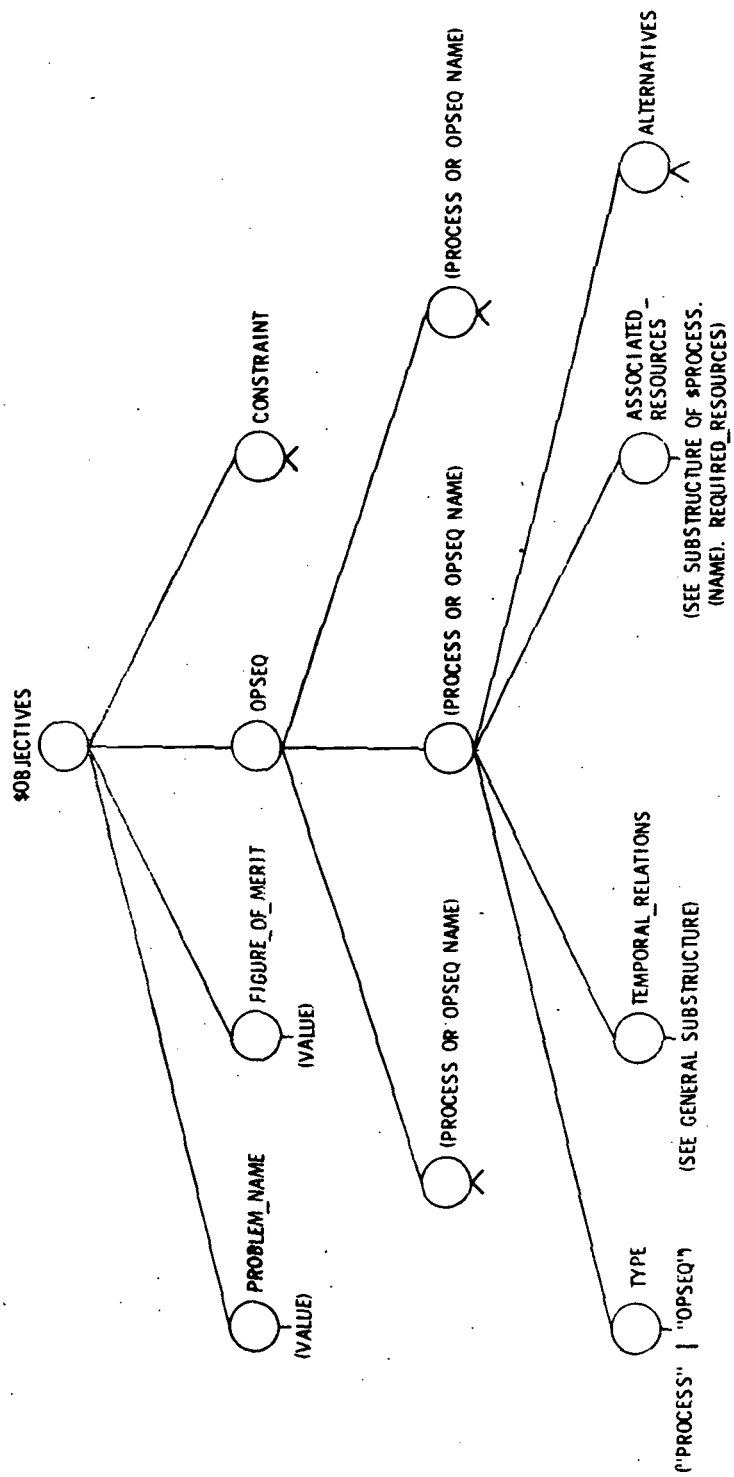 $OBJECTIVES
PROBLEM_NAME
(VALUE)
FIGURE_OF_MERIT
(VALUE)
OPSEQ
CONSTRAINT
(PROCESS OR OPSEQ NAME)
(PROCESS OR OPSEQ NAME)
(PROCESS OR OPSEQ NAME)
TYPE
("PROCESS" | "OPSEQ")
TEMPORAL_RELATIONS
(SEE GENERAL SUBSTRUCTURE)
ASSOCIATED_
RESOURCES
(SEE SUBSTRUCTURE OF $PROCESS.
(NAME). REQUIRED_RESOURCES)
ALTERNATIVES